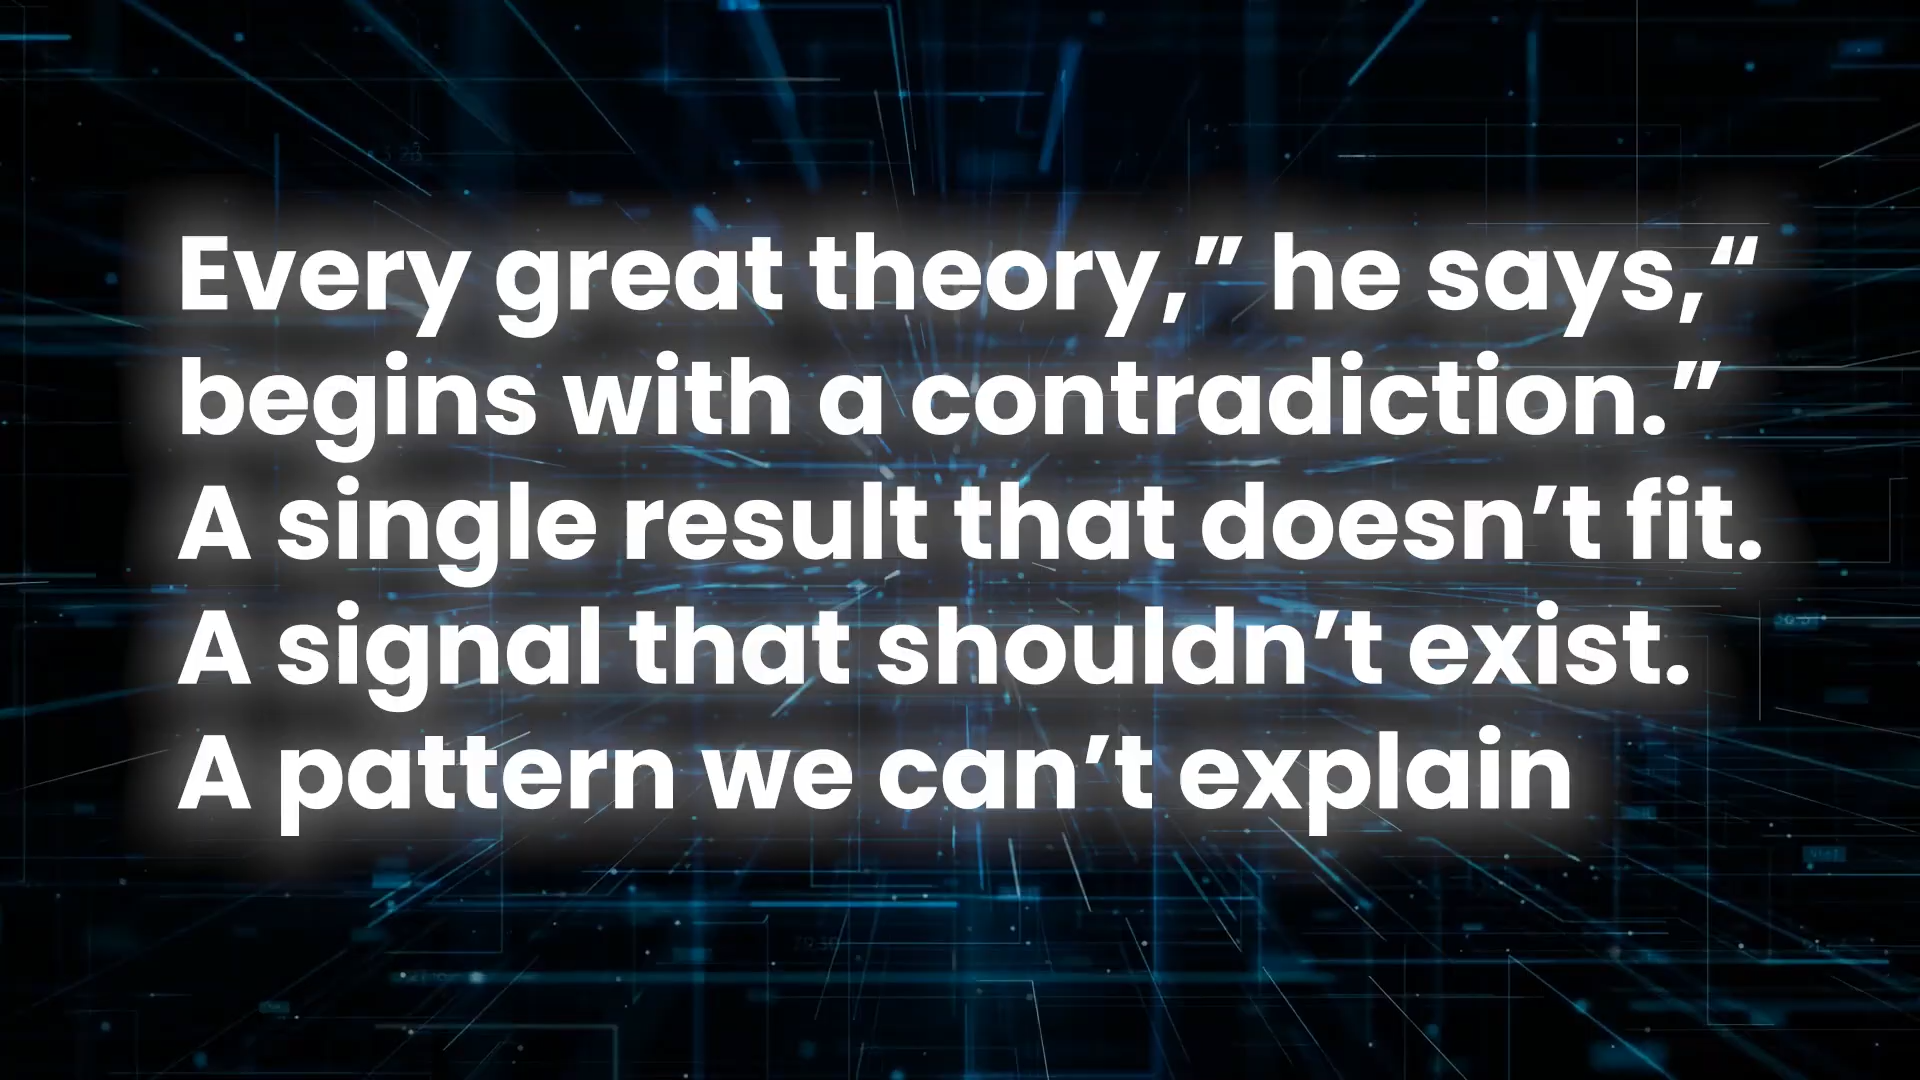 Every great theory,” he says,“
begins with a contradiction.”
A single result that doesn’t fit.
A signal that shouldn’t exist.
A pattern we can’t explain